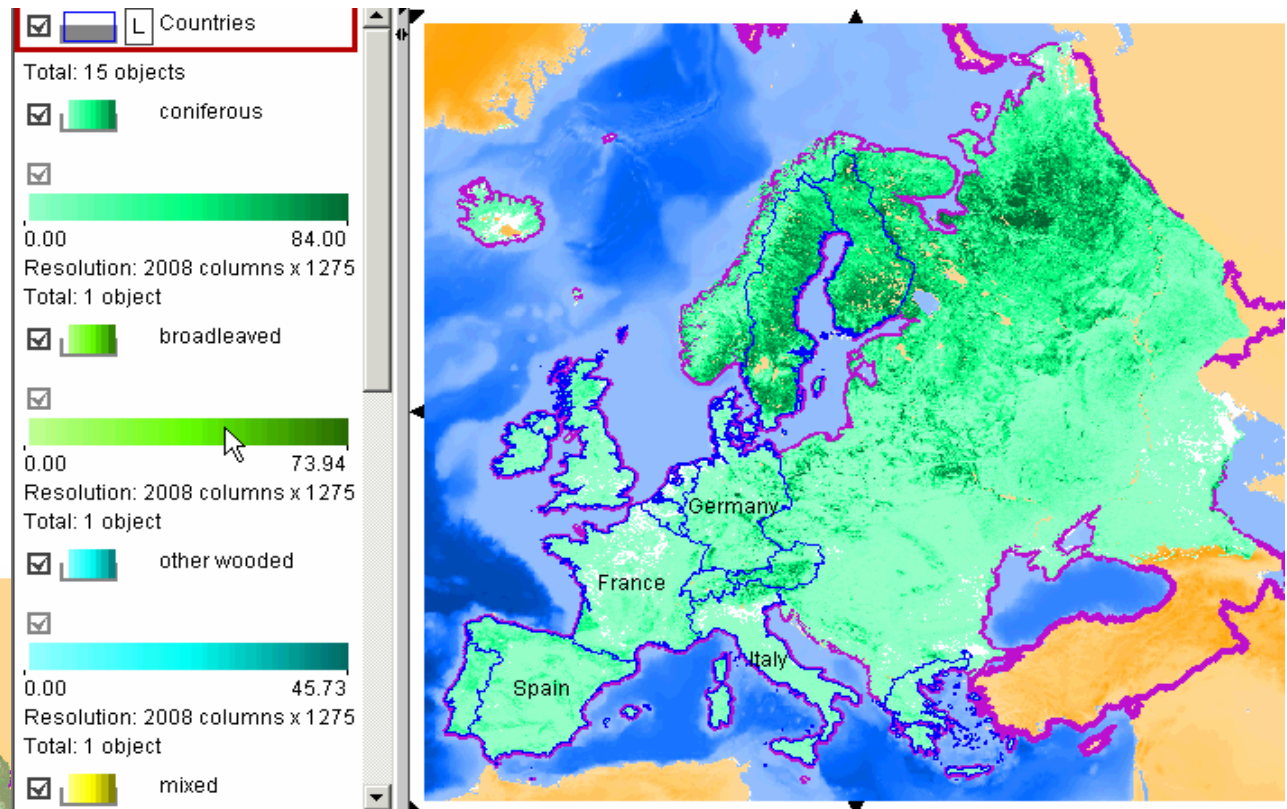 L Countries
Total: 15 objects
coniferous
0.00 84.00
Resolution: 2008 columns x 1275
Total: 1 object
broadleaved
0.00 73.94
Resolution: 2008 columns x 1275
Total: 1 object
other wooded
0.00 45.73
Resolution: 2008 columns x 1275
Total: 1 object
mixed
Germany
France
Italy
Spain